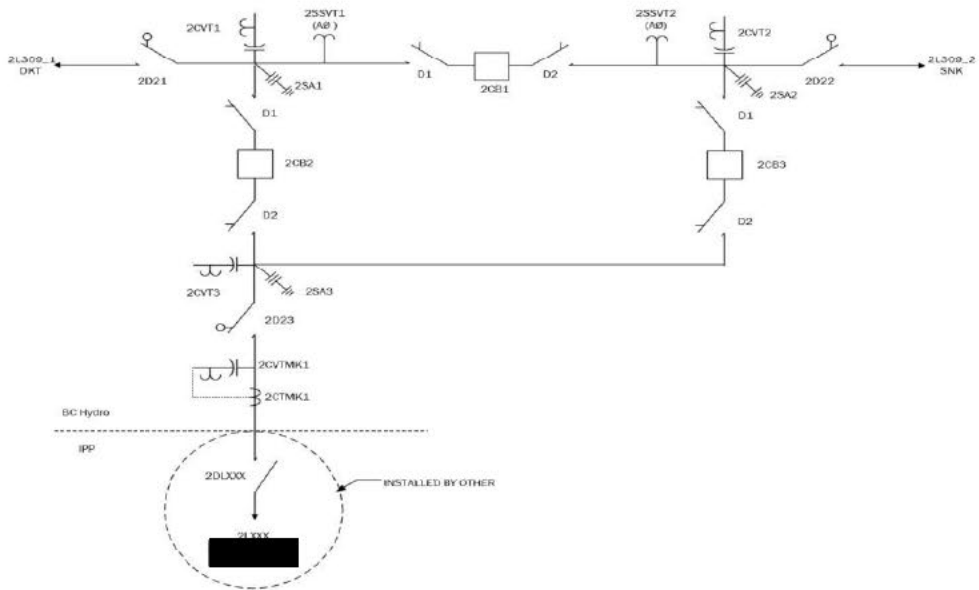 2CVT1
2SSVT1
(AØ)
2SSVT2
(AØ)
2CVT2
2L309_1
DKT
2D21
2SA1
D1
2CB1
D2
2SA2
2D22
2L309_2
SNK
D1
2CB2
D2
D1
2CB3
D2
2CVT3
2SA3
2D23
2CVTMK1
2CTMK1
BC Hydro
IPP
2DLXXX
INSTALLED BY OTHER
2LXXX